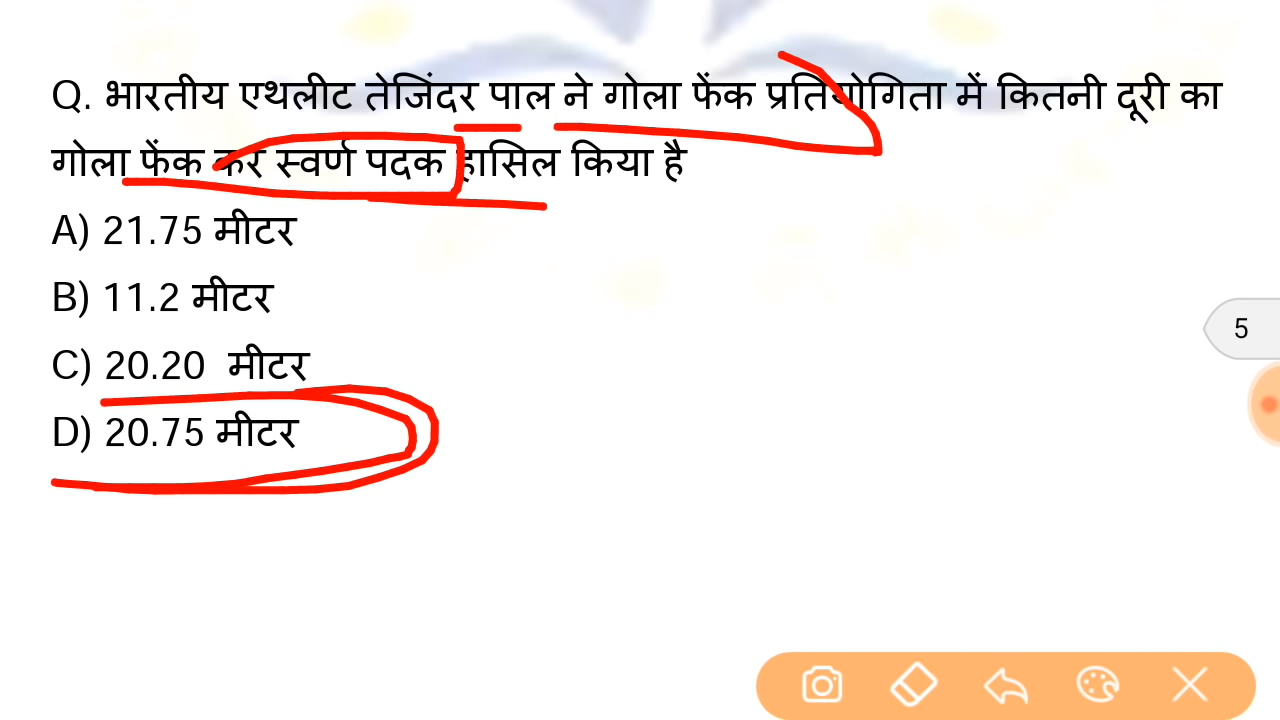 Q. भारतीय एथलीट तेजिंदर पाल ने गोला फेंक प्रतियोगिता में कितनी दूरी का
गोला फेंक कर स्वर्ण पदक हासिल किया है
A) 21.75 मीटर
B) 11.2 मीटर
C) 20.20 मीटर
D) 20.75 मीटर
5